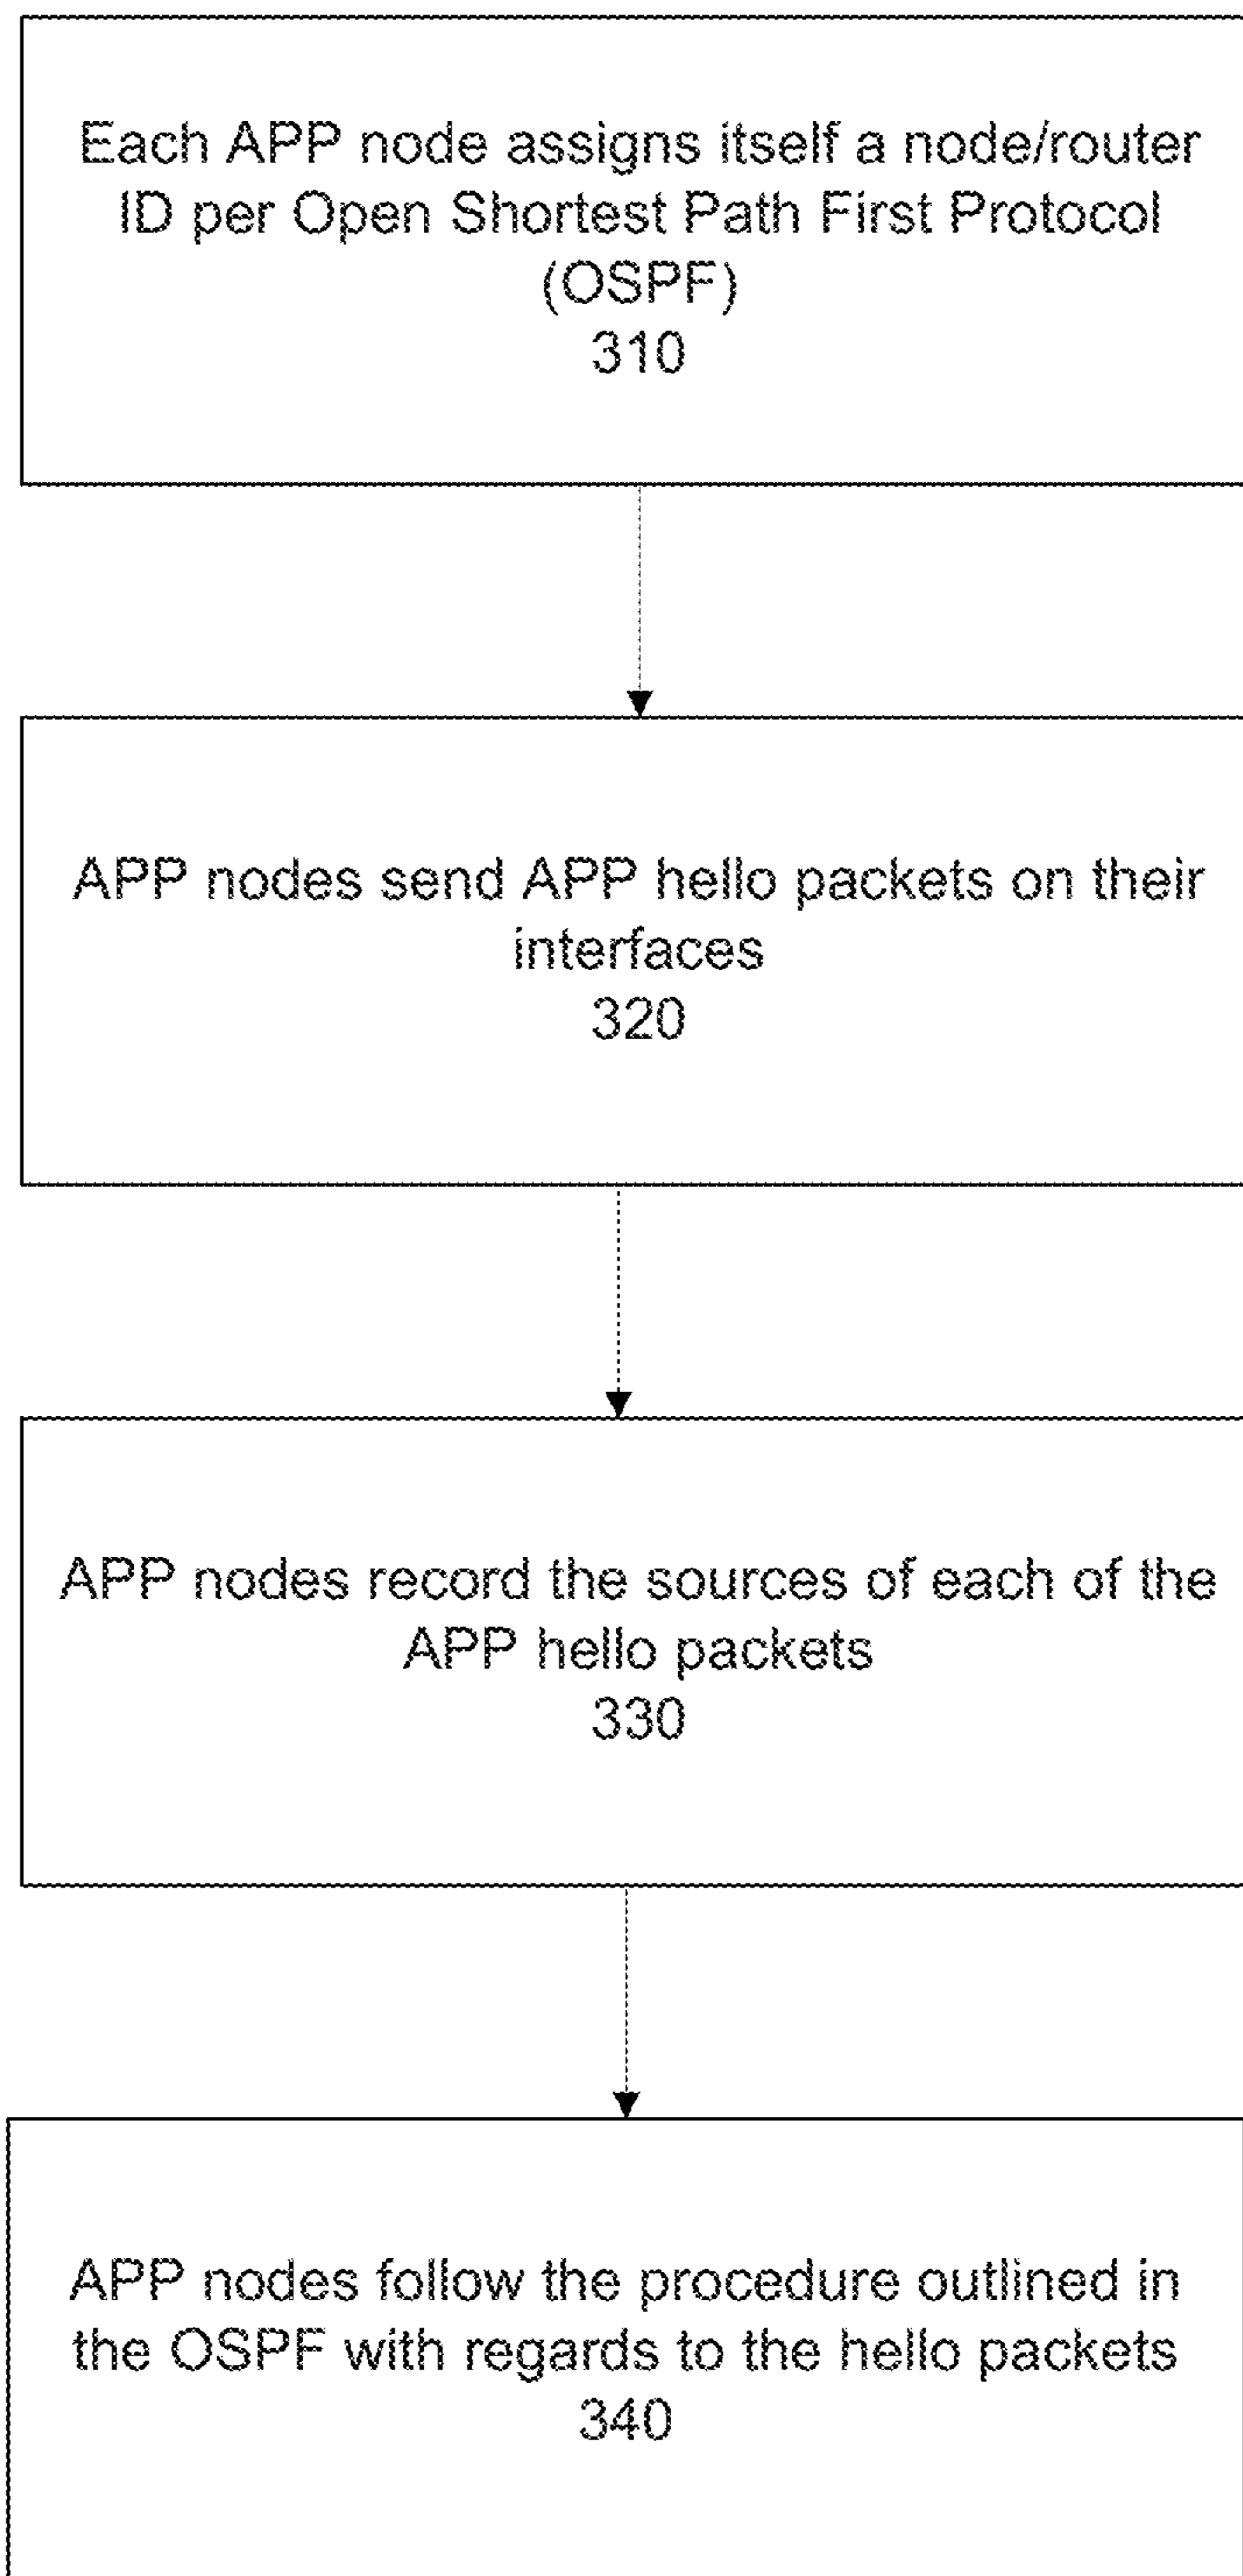 Each APP node assigns itself a node/router
ID per Open Shortest Path First Protocol
(OSPF)
310
APP nodes send APP hello packets on their
interfaces
320
APP nodes record the sources of each of the
APP hello packets
330
APP nodes follow the procedure outlined in
the OSPF with regards to the hello packets
340